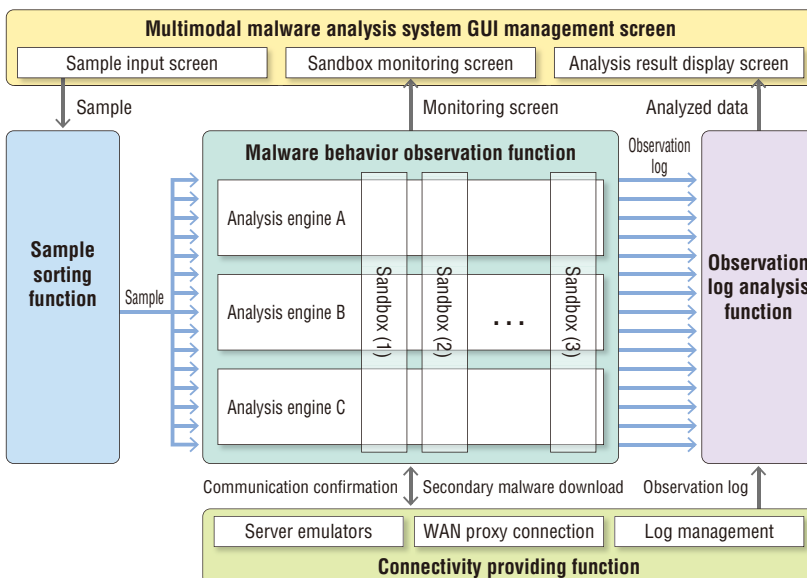 Multimodal malware analysis system GUI management screen
Sample input screen
Sandbox monitoring screen
Analysis result display screen
Sample
Monitoring screen
Analyzed data
Malware behavior observation function
Observation
log
Analysis engine A
Analysis engine B
Analysis engine C
Sandbox (1)
Sandbox (2)
...
Sandbox (3)
Sample
sorting
function
Sample
Observation
log analysis
function
Communication confirmation
Secondary malware download
Observation log
Server emulators
WAN proxy connection
Log management
Connectivity providing function